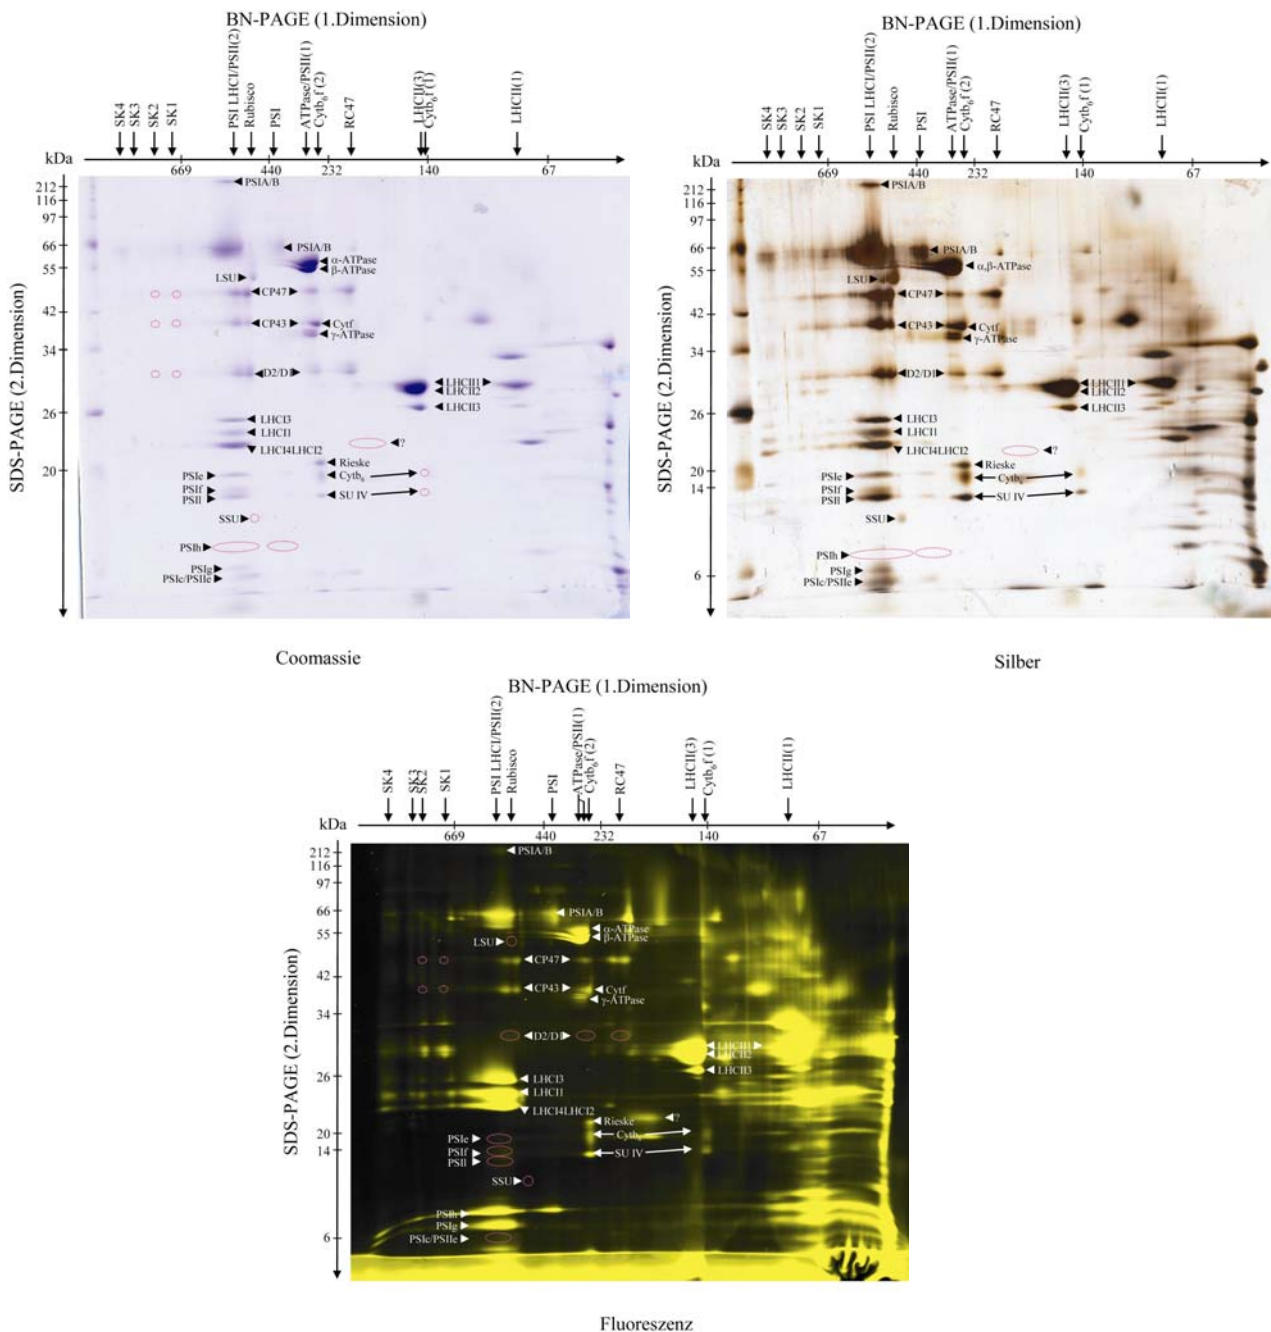 BN-PAGE (1.Dimension)
SK4
SK3
SK2
SK1
PSI LHCI/PSII(2)
Rubisco
PSI
ATPase/PSII(1)
Cytb₆f (2)
RC47
LHCII(3)
Cytb₆f (1)
LHCII(1)
kDa
669
440
232
140
67
SDS-PAGE (2.Dimension)
212
116
97
66
55
42
34
26
20
PSIA/B
PSIA/B
α-ATPase
β-ATPase
LSU
CP47
CP43
Cytf
γ-ATPase
D2/D1
LHCII1
LHCII2
LHCII3
LHCI3
LHCI1
LHCI4LHCI2
?
Rieske
PSIe
Cytb₆
PSIf
PSIl
SU IV
SSU
PSIh
PSIg
PSIc/PSIIe
Coomassie
BN-PAGE (1.Dimension)
SK4
SK3
SK2
SK1
PSI LHCI/PSII(2)
Rubisco
PSI
ATPase/PSII(1)
Cytb₆f (2)
RC47
LHCII(3)
Cytb₆f (1)
LHCII(1)
kDa
669
440
232
140
67
SDS-PAGE (2.Dimension)
212
116
97
66
55
42
34
26
20
14
6
PSIA/B
PSIA/B
α,β-ATPase
LSU
CP47
CP43
Cytf
γ-ATPase
D2/D1
LHCII1
LHCII2
LHCII3
LHCI3
LHCI1
LHCI4LHCI2
?
Rieske
PSIe
Cytb₆
PSIf
PSIl
SU IV
SSU
PSIh
PSIg
PSIc/PSIIe
Silber
BN-PAGE (1.Dimension)
SK4
SK3
SK2
SK1
PSI LHCI/PSII(2)
Rubisco
PSI
ATPase/PSII(1)
Cytb₆f (2)
RC47
LHCII(3)
Cytb₆f (1)
LHCII(1)
kDa
669
440
232
140
67
SDS-PAGE (2.Dimension)
212
116
97
66
55
42
34
26
20
14
6
PSIA/B
PSIA/B
α-ATPase
β-ATPase
LSU
CP47
CP43
Cytf
γ-ATPase
D2/D1
LHCII1
LHCII2
LHCII3
LHCI3
LHCI1
LHCI4LHCI2
?
Rieske
PSIe
Cytb₆
PSIf
PSIl
SU IV
SSU
PSIh
PSIg
PSIc/PSIIe
Fluoreszenz